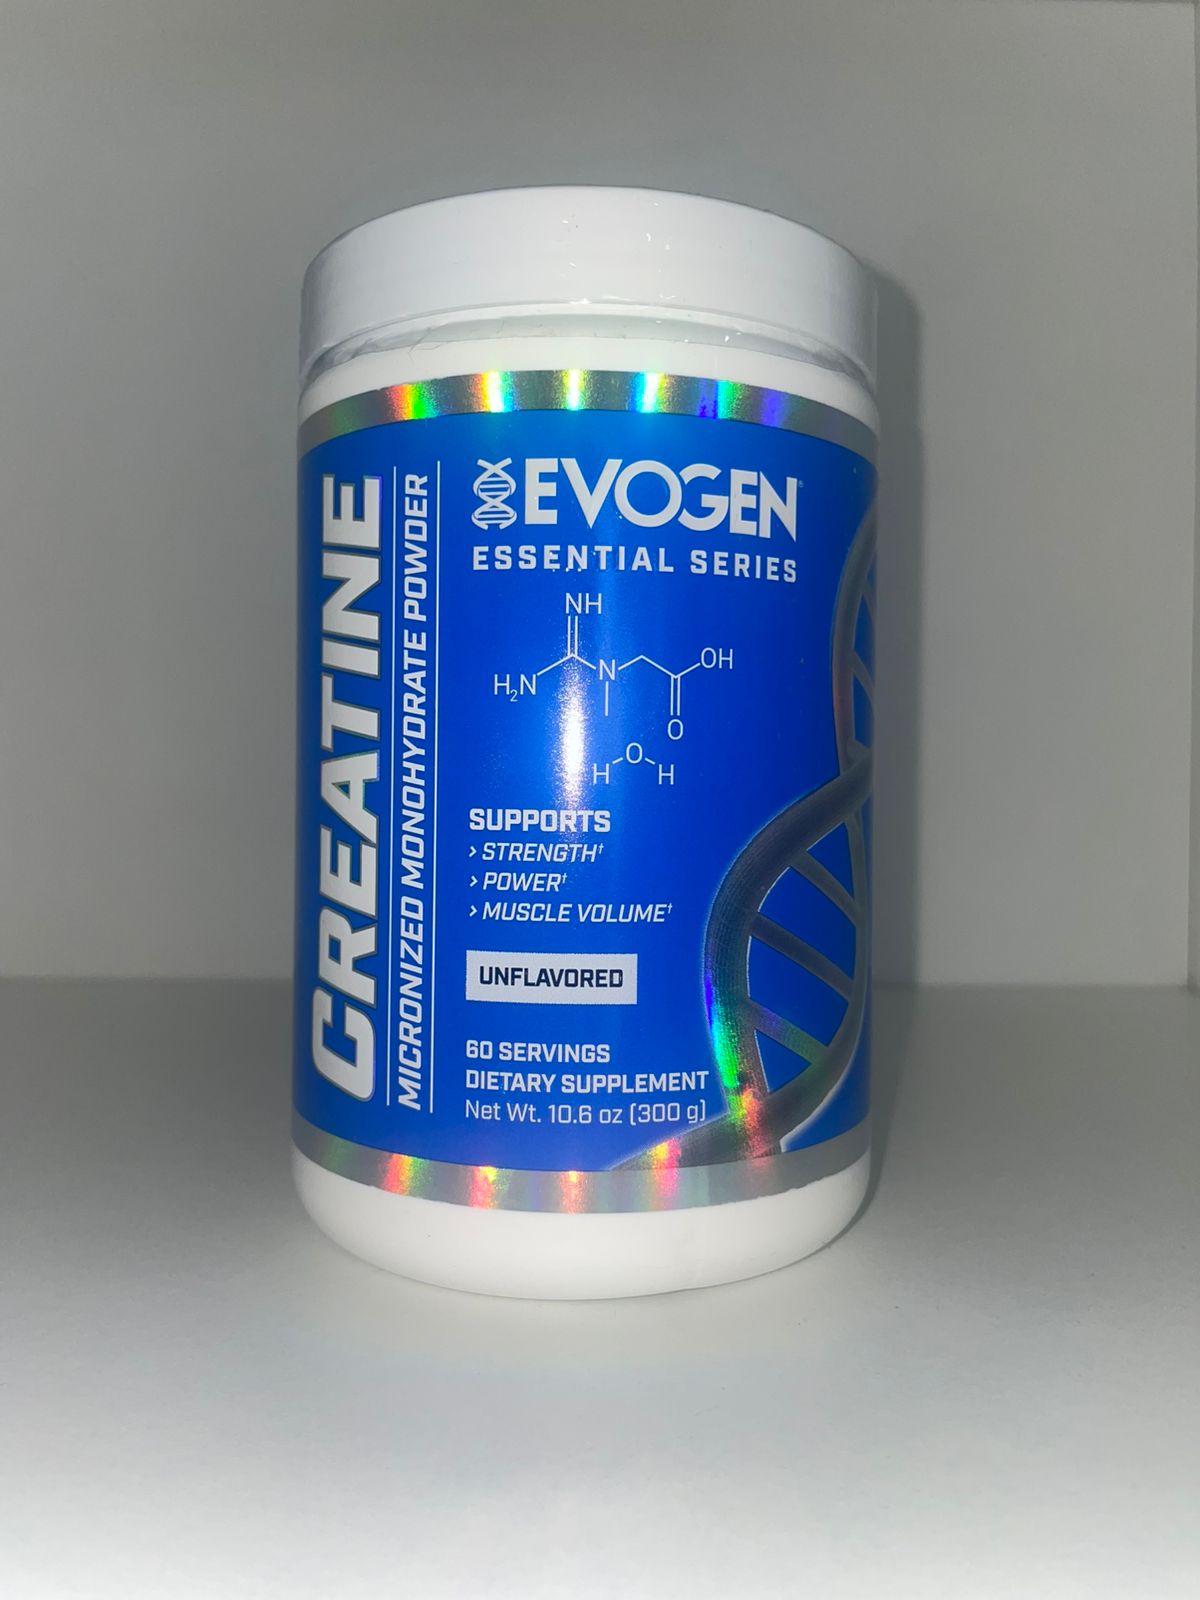 CREATINE
MICRONIZED MONOHYDRATE POWDER
EVOGEN®
ESSENTIAL SERIES
NH
H₂N
N
OH
O
O
H H
SUPPORTS
› STRENGTH†
› POWER†
› MUSCLE VOLUME†
UNFLAVORED
60 SERVINGS
DIETARY SUPPLEMENT
Net Wt. 10.6 oz (300 g)